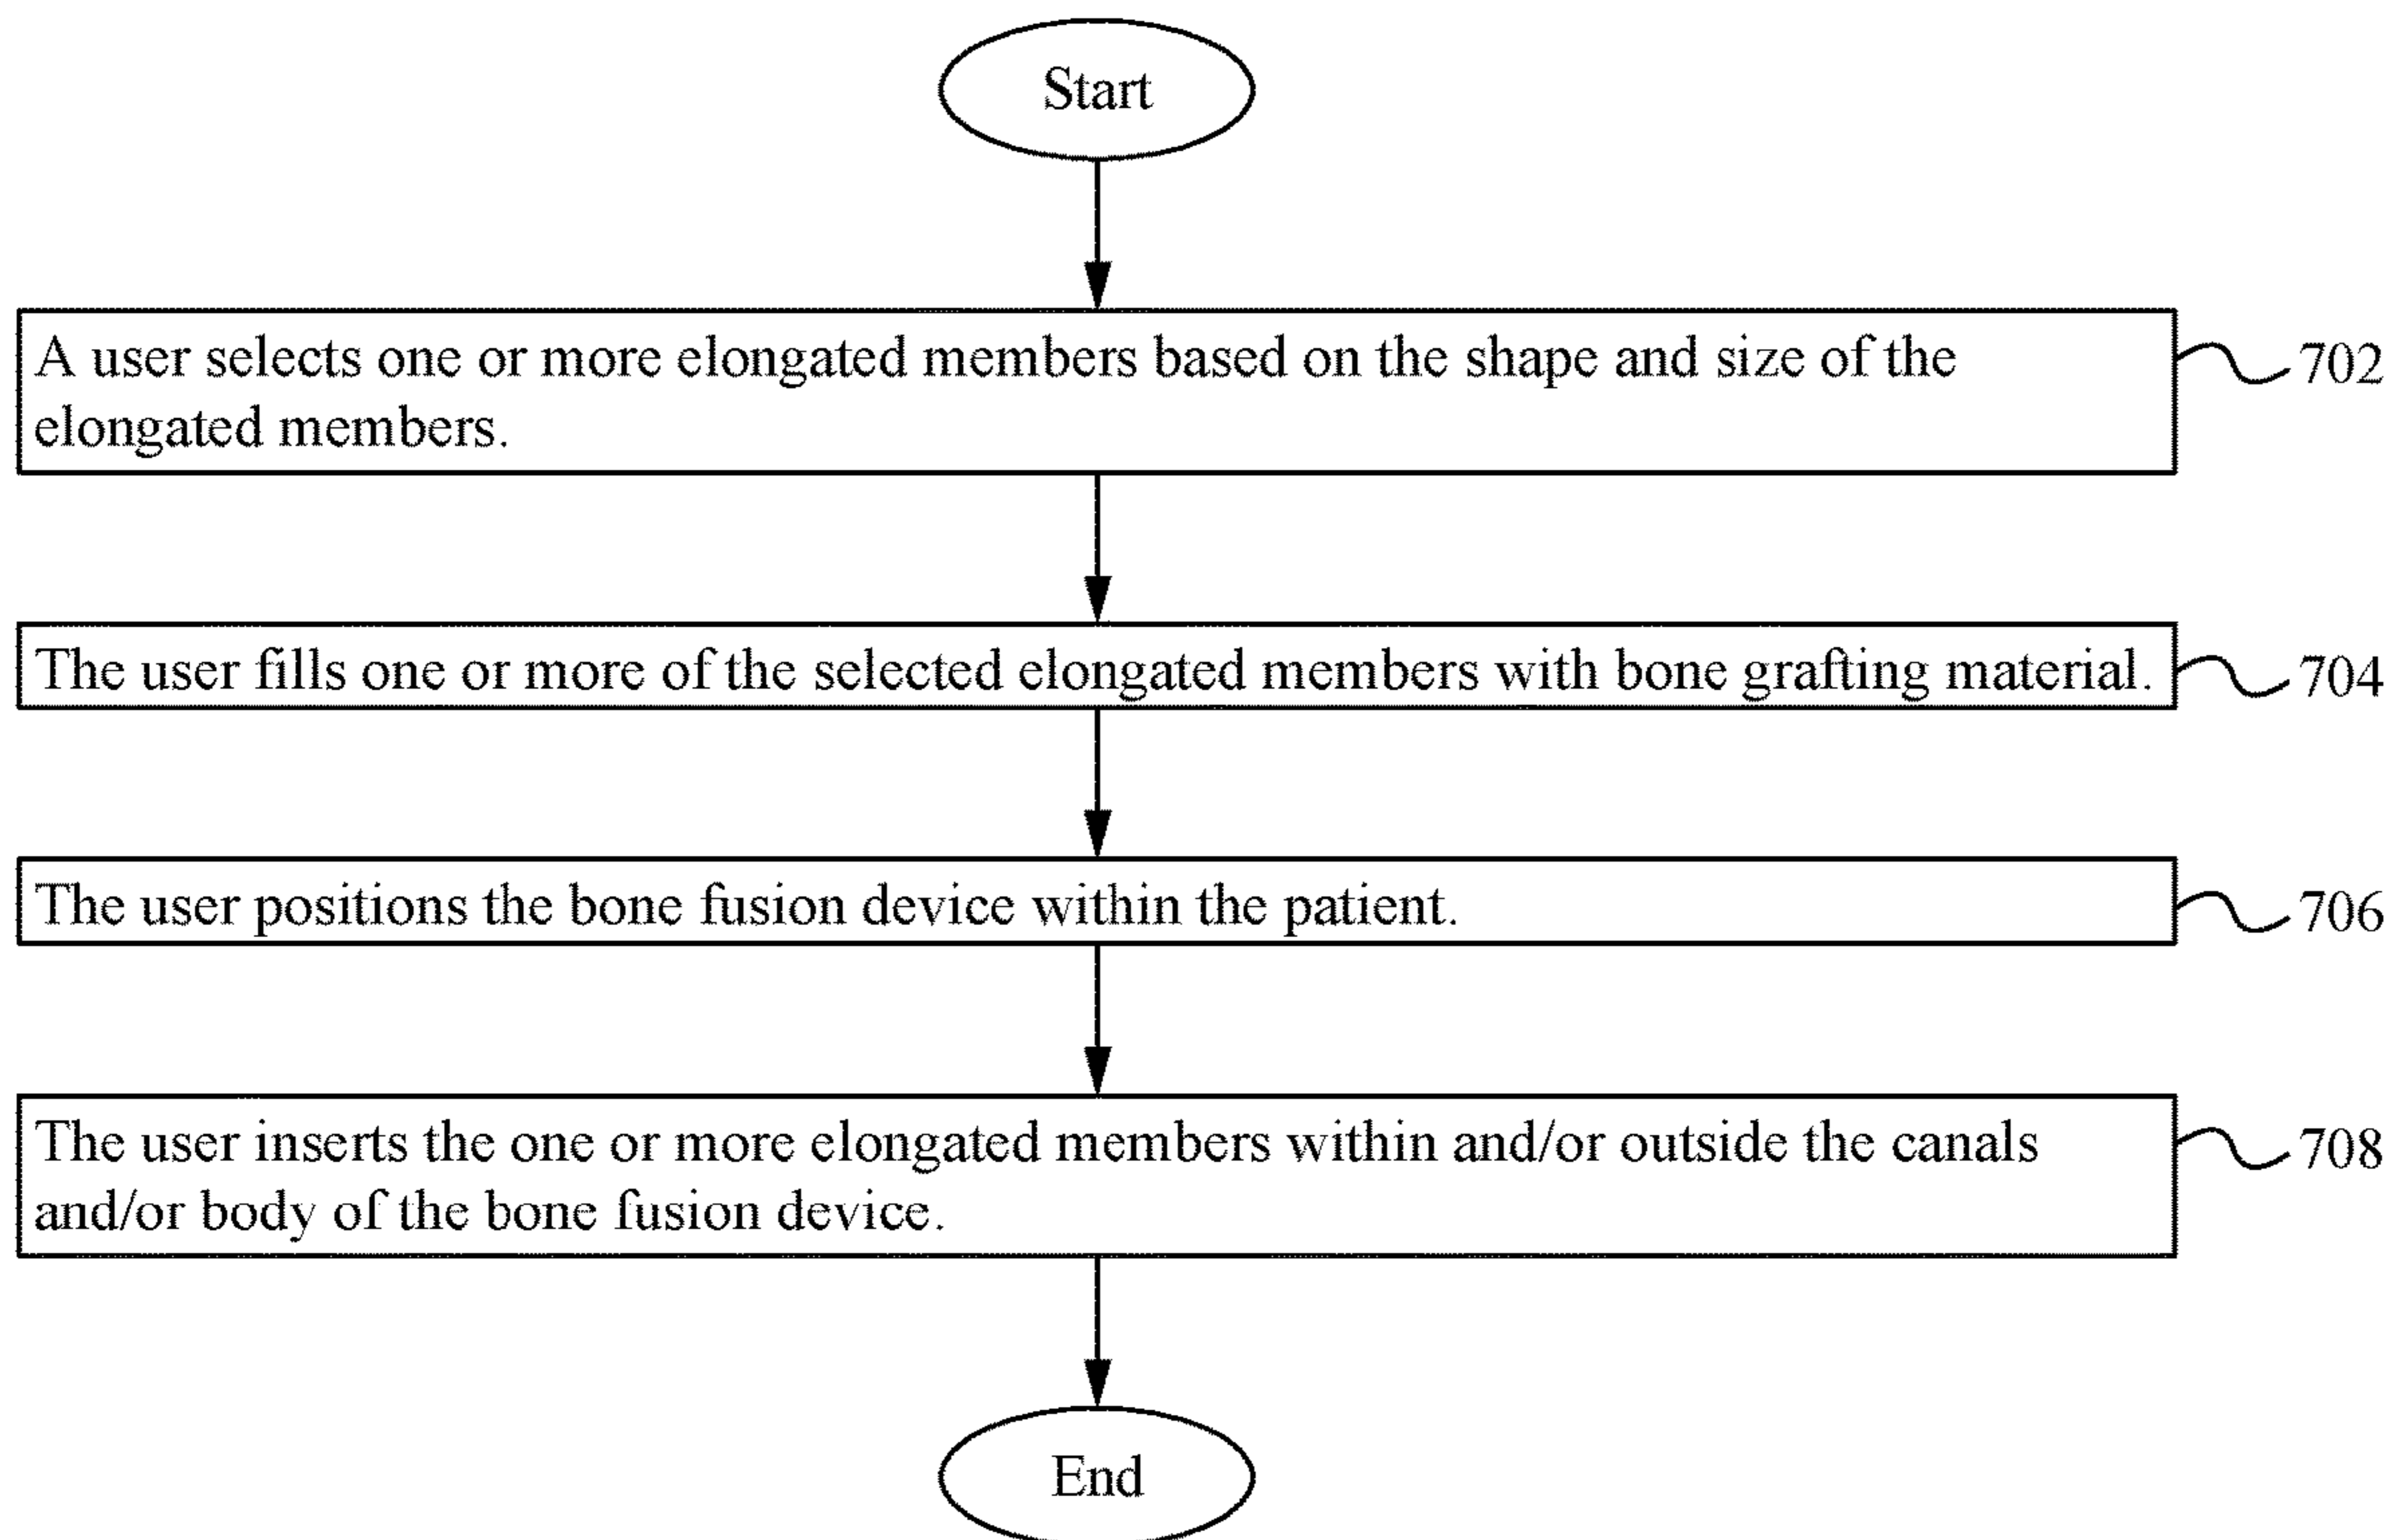 Start
A user selects one or more elongated members based on the shape and size of the
elongated members.
702
The user fills one or more of the selected elongated members with bone grafting material.
704
The user positions the bone fusion device within the patient.
706
The user inserts the one or more elongated members within and/or outside the canals
and/or body of the bone fusion device.
708
End